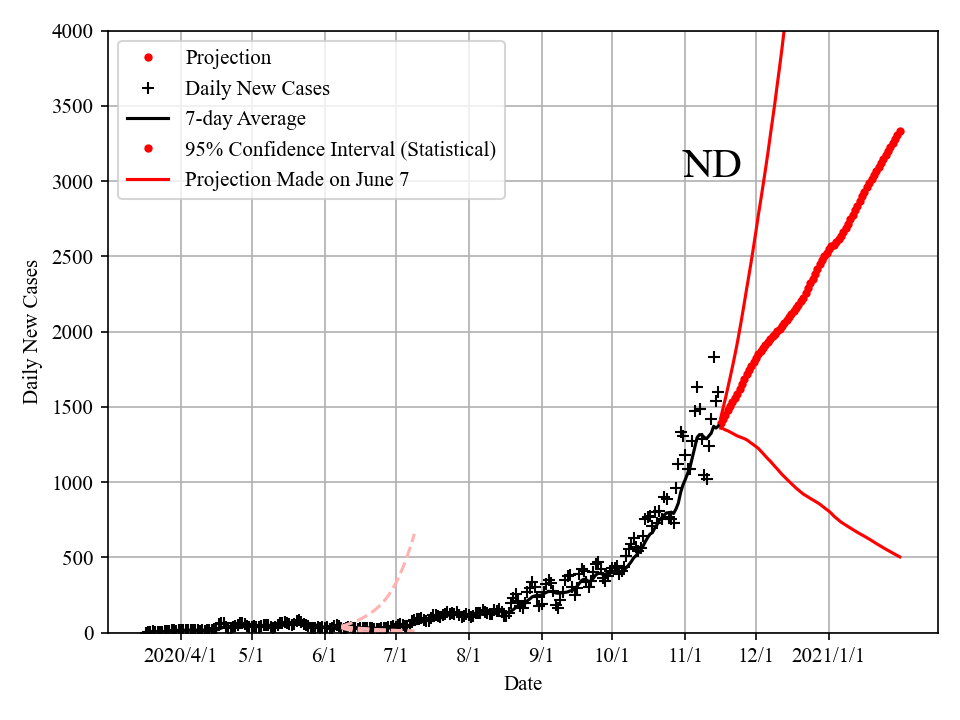 4000
3500
3000
2500
2000
1500
1000
500
0
Daily New Cases
Projection
Daily New Cases
7-day Average
95% Confidence Interval (Statistical)
Projection Made on June 7
ND
2020/4/1 5/1 6/1 7/1 8/1 9/1 10/1 11/1 12/1 2021/1/1
Date